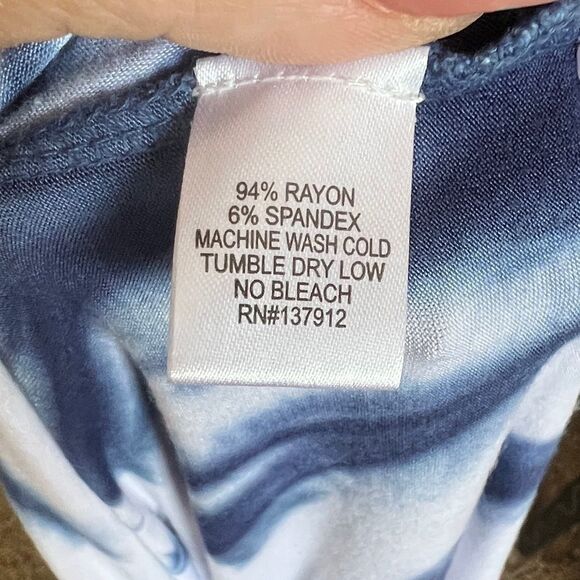 94% RAYON
6% SPANDEX
MACHINE WASH COLD
TUMBLE DRY LOW
NO BLEACH
RN#137912